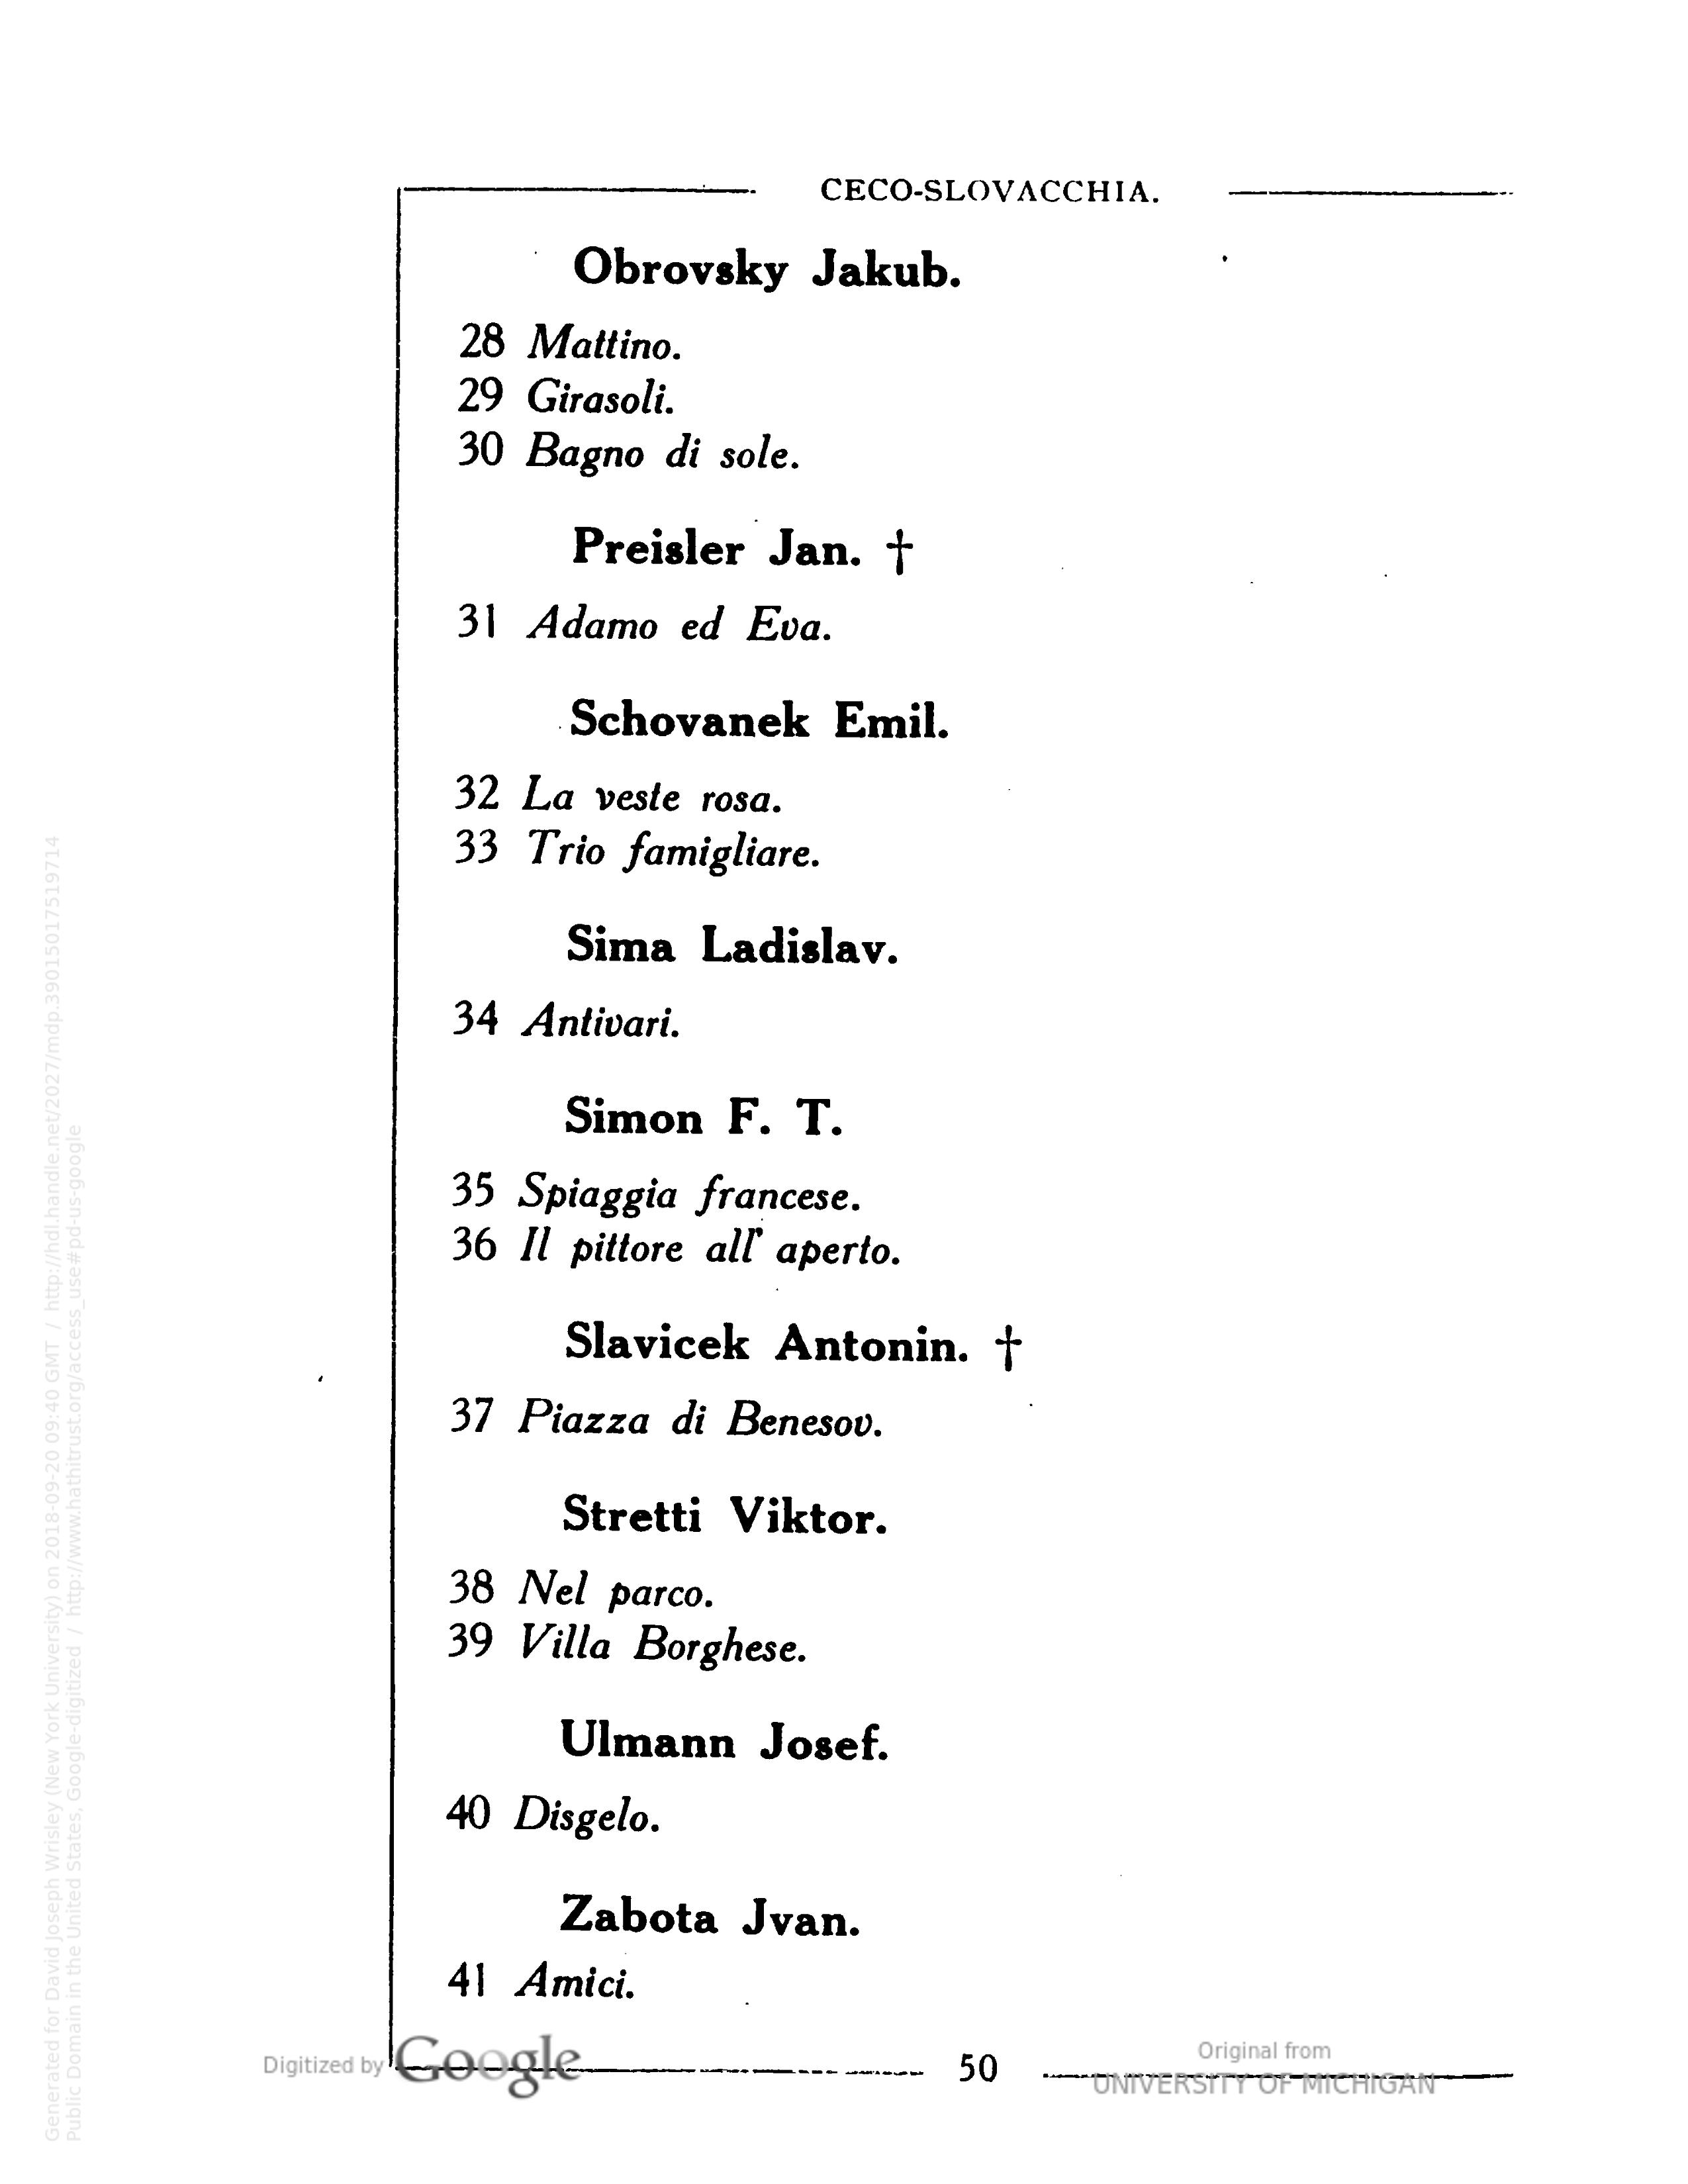 CECO-SLOVACCHIA.
Obrovsky Jakub.
28 Mattino.
29 Girasoli.
30 Bagno di sole.
Preisler Jan. †
31 Adamo ed Eva.
Schovanek Emil.
32 La veste rosa.
33 Trio famigliare.
Sima Ladislav.
34 Antivari.
Simon F. T.
35 Spiaggia francese.
36 Il pittore all' aperto.
Slavicek Antonin. †
37 Piazza di Benesov.
Stretti Viktor.
38 Nel parco.
39 Villa Borghese.
Ulmann Josef.
40 Disgelo.
Zabota Jvan.
41 Amici.
50
Digitized by Google
Original from
UNIVERSITY OF MICHIGAN
Generated for David Joseph Wrisley (New York University) on 2018-09-20 09:40 GMT / http://hdl.handle.net/2027/mdp.39015017519714
Public Domain in the United States, Google-digitized / http://www.hathitrust.org/access_use#pd-us-google